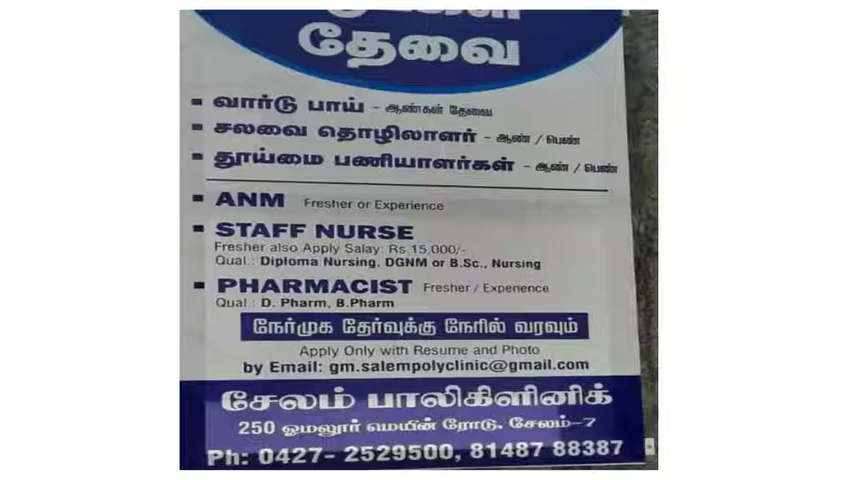 தேவை
வார்டு பாய் - ஆண்கள் தேவை
சலவை தொழிலாளர் - ஆண் / பெண்
தூய்மை பணியாளர்கள் - ஆண் / பெண்
ANM Fresher or Experience
STAFF NURSE
Fresher also Apply Salay: Rs.15,000/-
Qual.: Diploma Nursing, DGNM or B.Sc., Nursing
PHARMACIST Fresher / Experience
Qual: D. Pharm, B.Pharm
நேர்முக தேர்வுக்கு நேரில் வரவும்
Apply Only with Resume and Photo
by Email: gm.salempolyclinic@gmail.com
சேலம் பாலிகிளினிக்
250 ஓமலூர் மெயின் ரோடு, சேலம்-7
Ph: 0427- 2529500, 81487 88387